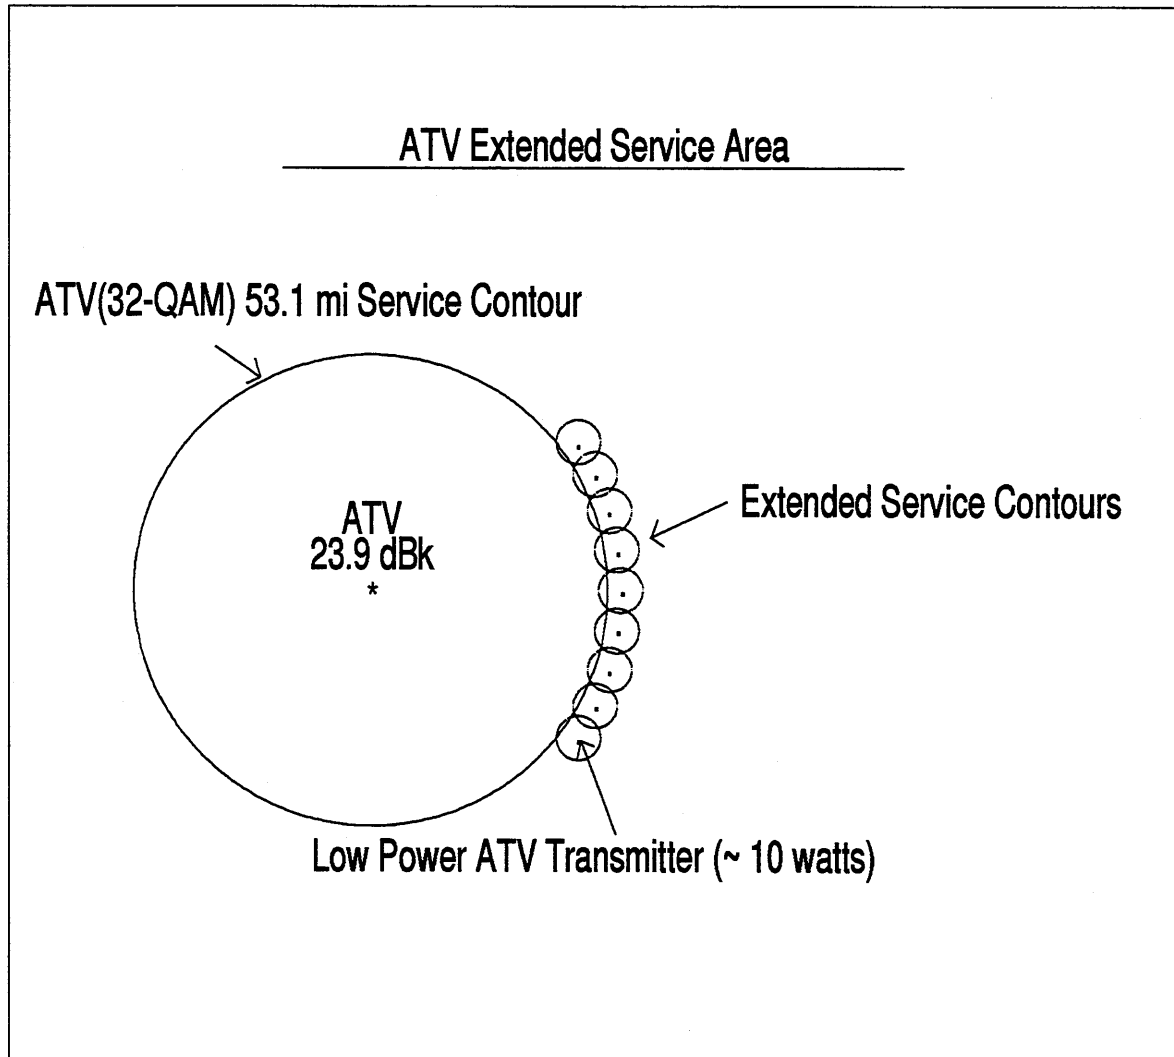 ATV Extended Service Area
ATV(32-QAM) 53.1 mi Service Contour
ATV
23.9 dBk
*
Extended Service Contours
Low Power ATV Transmitter (~ 10 watts)